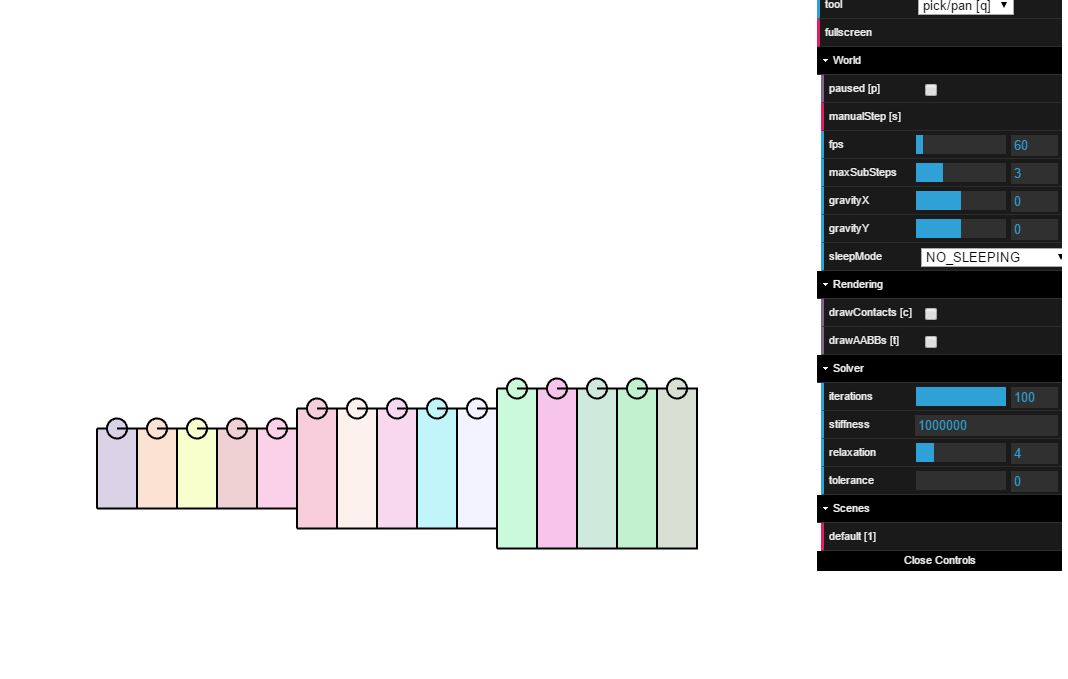 tool pick/pan [q]
fullscreen
World
paused [p]
manualStep [s]
fps 60
maxSubSteps 3
gravityX 0
gravityY 0
sleepMode NO_SLEEPING
Rendering
drawContacts [c]
drawAABBs [t]
Solver
iterations 100
stiffness 1000000
relaxation 4
tolerance 0
Scenes
default [1]
Close Controls